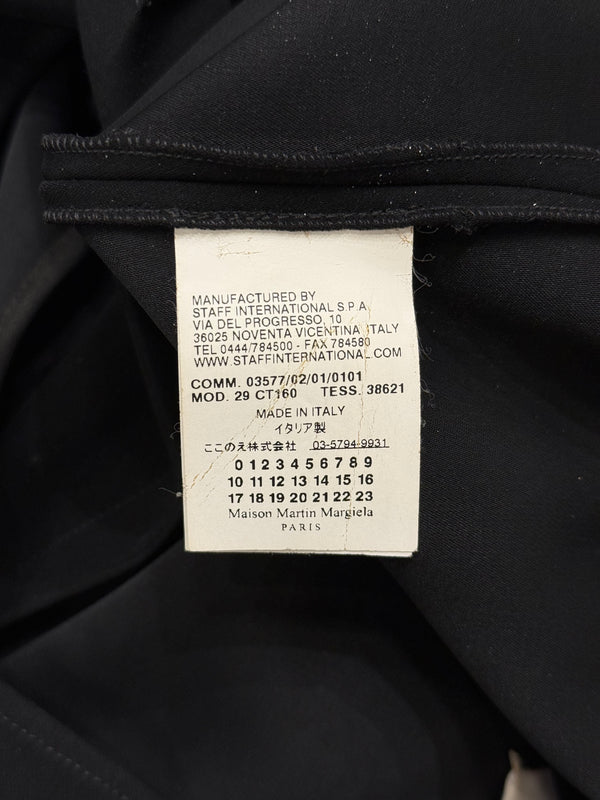 MANUFACTURED BY
STAFF INTERNATIONAL S.P.A
VIA DEL PROGRESSO, 10
36025 NOVENTA VICENTINA ITALY
TEL 0444/784500 - FAX 784580
WWW.STAFFINTERNATIONAL.COM
COMM. 03577/02/01/0101
MOD. 29 CT160 TESS. 38621
MADE IN ITALY
イタリア製
ここのえ株式会社 03-5794-9931
0 1 2 3 4 5 6 7 8 9
10 11 12 13 14 15 16
17 18 19 20 21 22 23
Maison Martin Margiela
PARIS